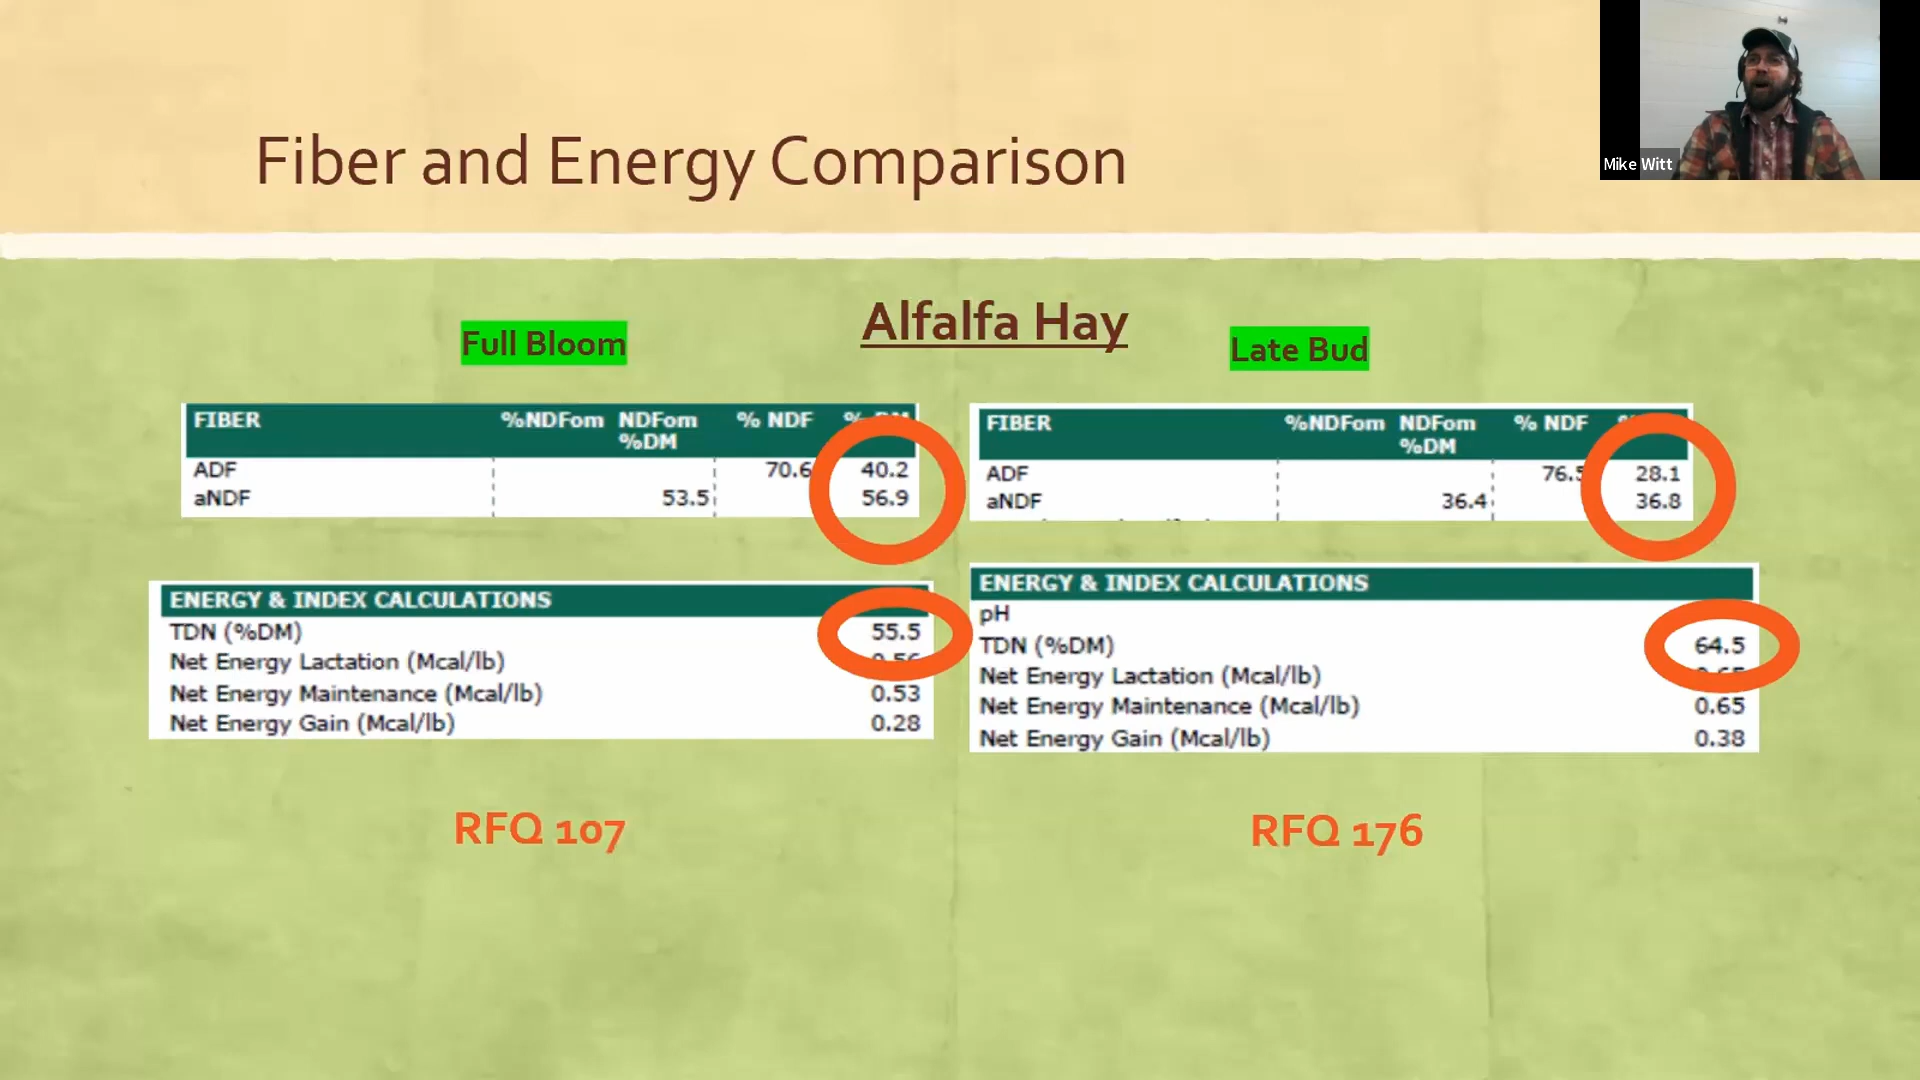 Mike Witt
Fiber and Energy Comparison
Alfalfa Hay
Full Bloom
FIBER %NDFom NDFom %DM % NDF
ADF 70.6 40.2
aNDF 53.5 56.9
ENERGY & INDEX CALCULATIONS
TDN (%DM) 55.5
Net Energy Lactation (Mcal/lb)
Net Energy Maintenance (Mcal/lb) 0.53
Net Energy Gain (Mcal/lb) 0.28
RFQ 107
Late Bud
FIBER %NDFom NDFom %DM % NDF
ADF 76.5 28.1
aNDF 36.4 36.8
ENERGY & INDEX CALCULATIONS
pH
TDN (%DM) 64.5
Net Energy Lactation (Mcal/lb)
Net Energy Maintenance (Mcal/lb) 0.65
Net Energy Gain (Mcal/lb) 0.38
RFQ 176